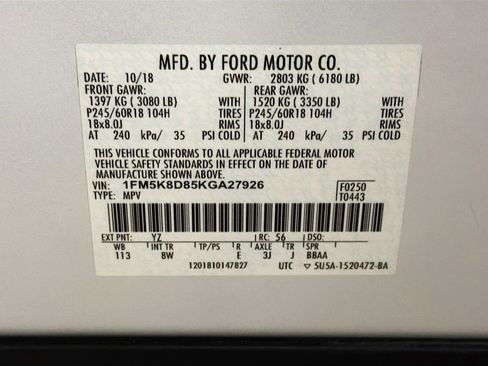 MFD. BY FORD MOTOR CO.
DATE: 10/18 GVWR: 2803 KG ( 6180 LB)
FRONT GAWR: REAR GAWR:
1397 KG ( 3080 LB) WITH 1520 KG ( 3350 LB) WITH
P245/60R18 104H TIRES P245/60R18 104H TIRES
18x8.0J RIMS 18x8.0J RIMS
AT 240 kPa/ 35 PSI COLD AT 240 kPa/ 35 PSI COLD
THIS VEHICLE CONFORMS TO ALL APPLICABLE FEDERAL MOTOR
VEHICLE SAFETY STANDARDS IN EFFECT ON THE DATE OF
MANUFACTURE SHOWN ABOVE.
VIN: 1FM5K8D85KGA27926 F0250
TYPE: MPV T0443
EXT PNT: YZ RC: 56 DSO:
WB INT TR TP/PS R AXLE TR SPR
113 8W E 3J J BBAA
1201810147827 UTC ▽ 5U5A-1520472-BA